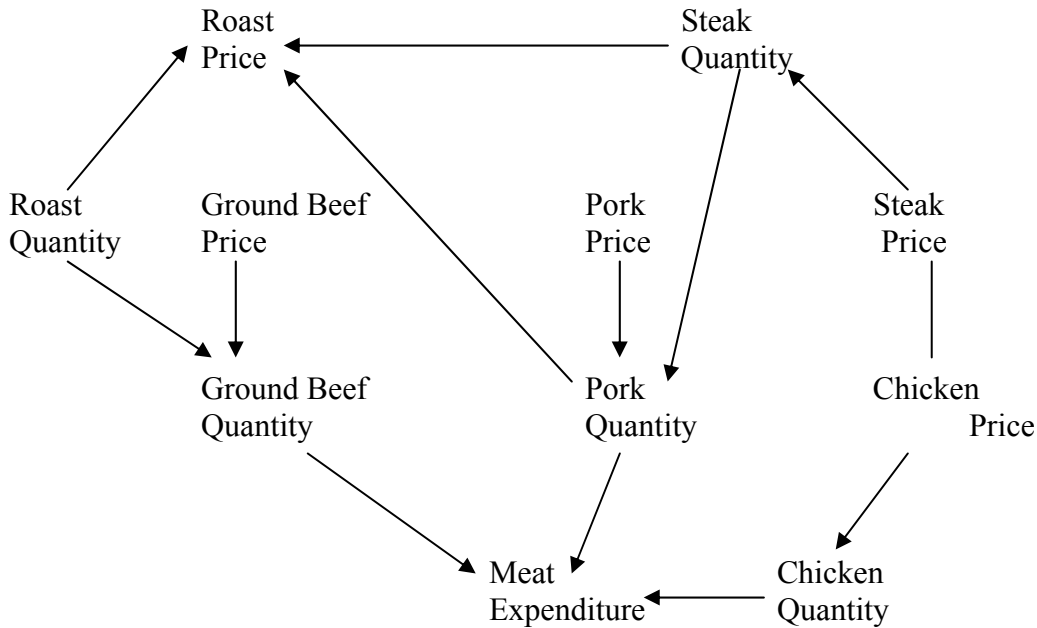 Roast
Price
Steak
Quantity
Roast
Quantity
Ground Beef
Price
Pork
Price
Steak
Price
Ground Beef
Quantity
Pork
Quantity
Chicken
Price
Meat
Expenditure
Chicken
Quantity